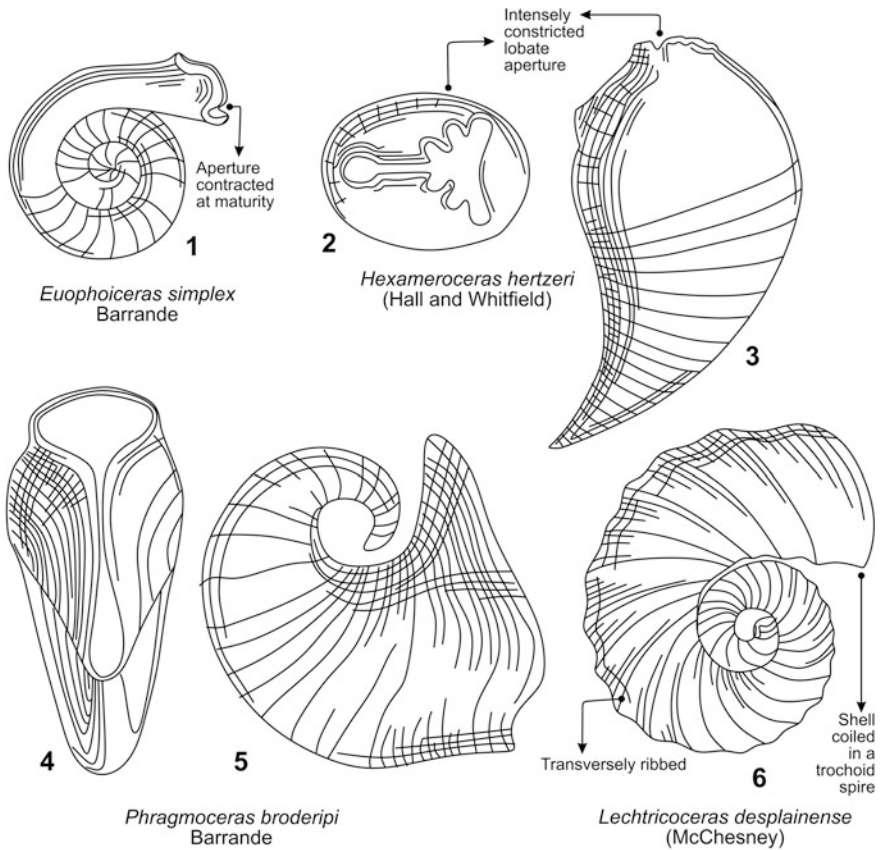 Intensely
constricted
lobate
aperture
Aperture
contracted
at maturity
1
2
3
Euophoiceras simplex
Barrande
Hexameroceras hertzeri
(Hall and Whitfield)
4
5
6
Transversely ribbed
Shell
coiled
in a
trochoid
spire
Phragmoceras broderipi
Barrande
Lechtricoceras desplainense
(McChesney)